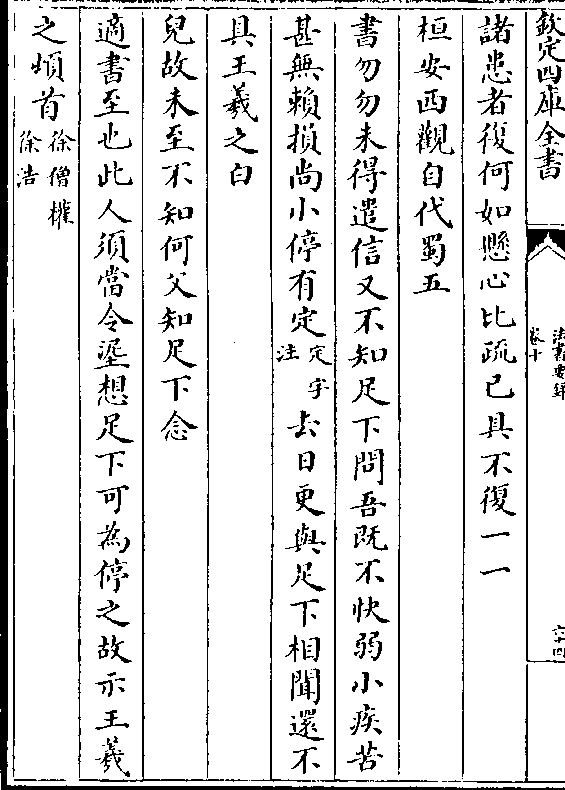 欽定四庫全書
法書要錄
卷十
六十四
諸患者復何如懸心比疏已具不復一一
桓安西觀自代蜀五
書勿勿未得遣信又不知足下問吾既不快弱小疾苦
甚無賴損尚小停有定定字注去日更與足下相聞還不
具王羲之白
兒故未至不知何父知足下念
適書至也此人須當令遲想足下可為停之故示王羲
之頓首徐僧權徐浩